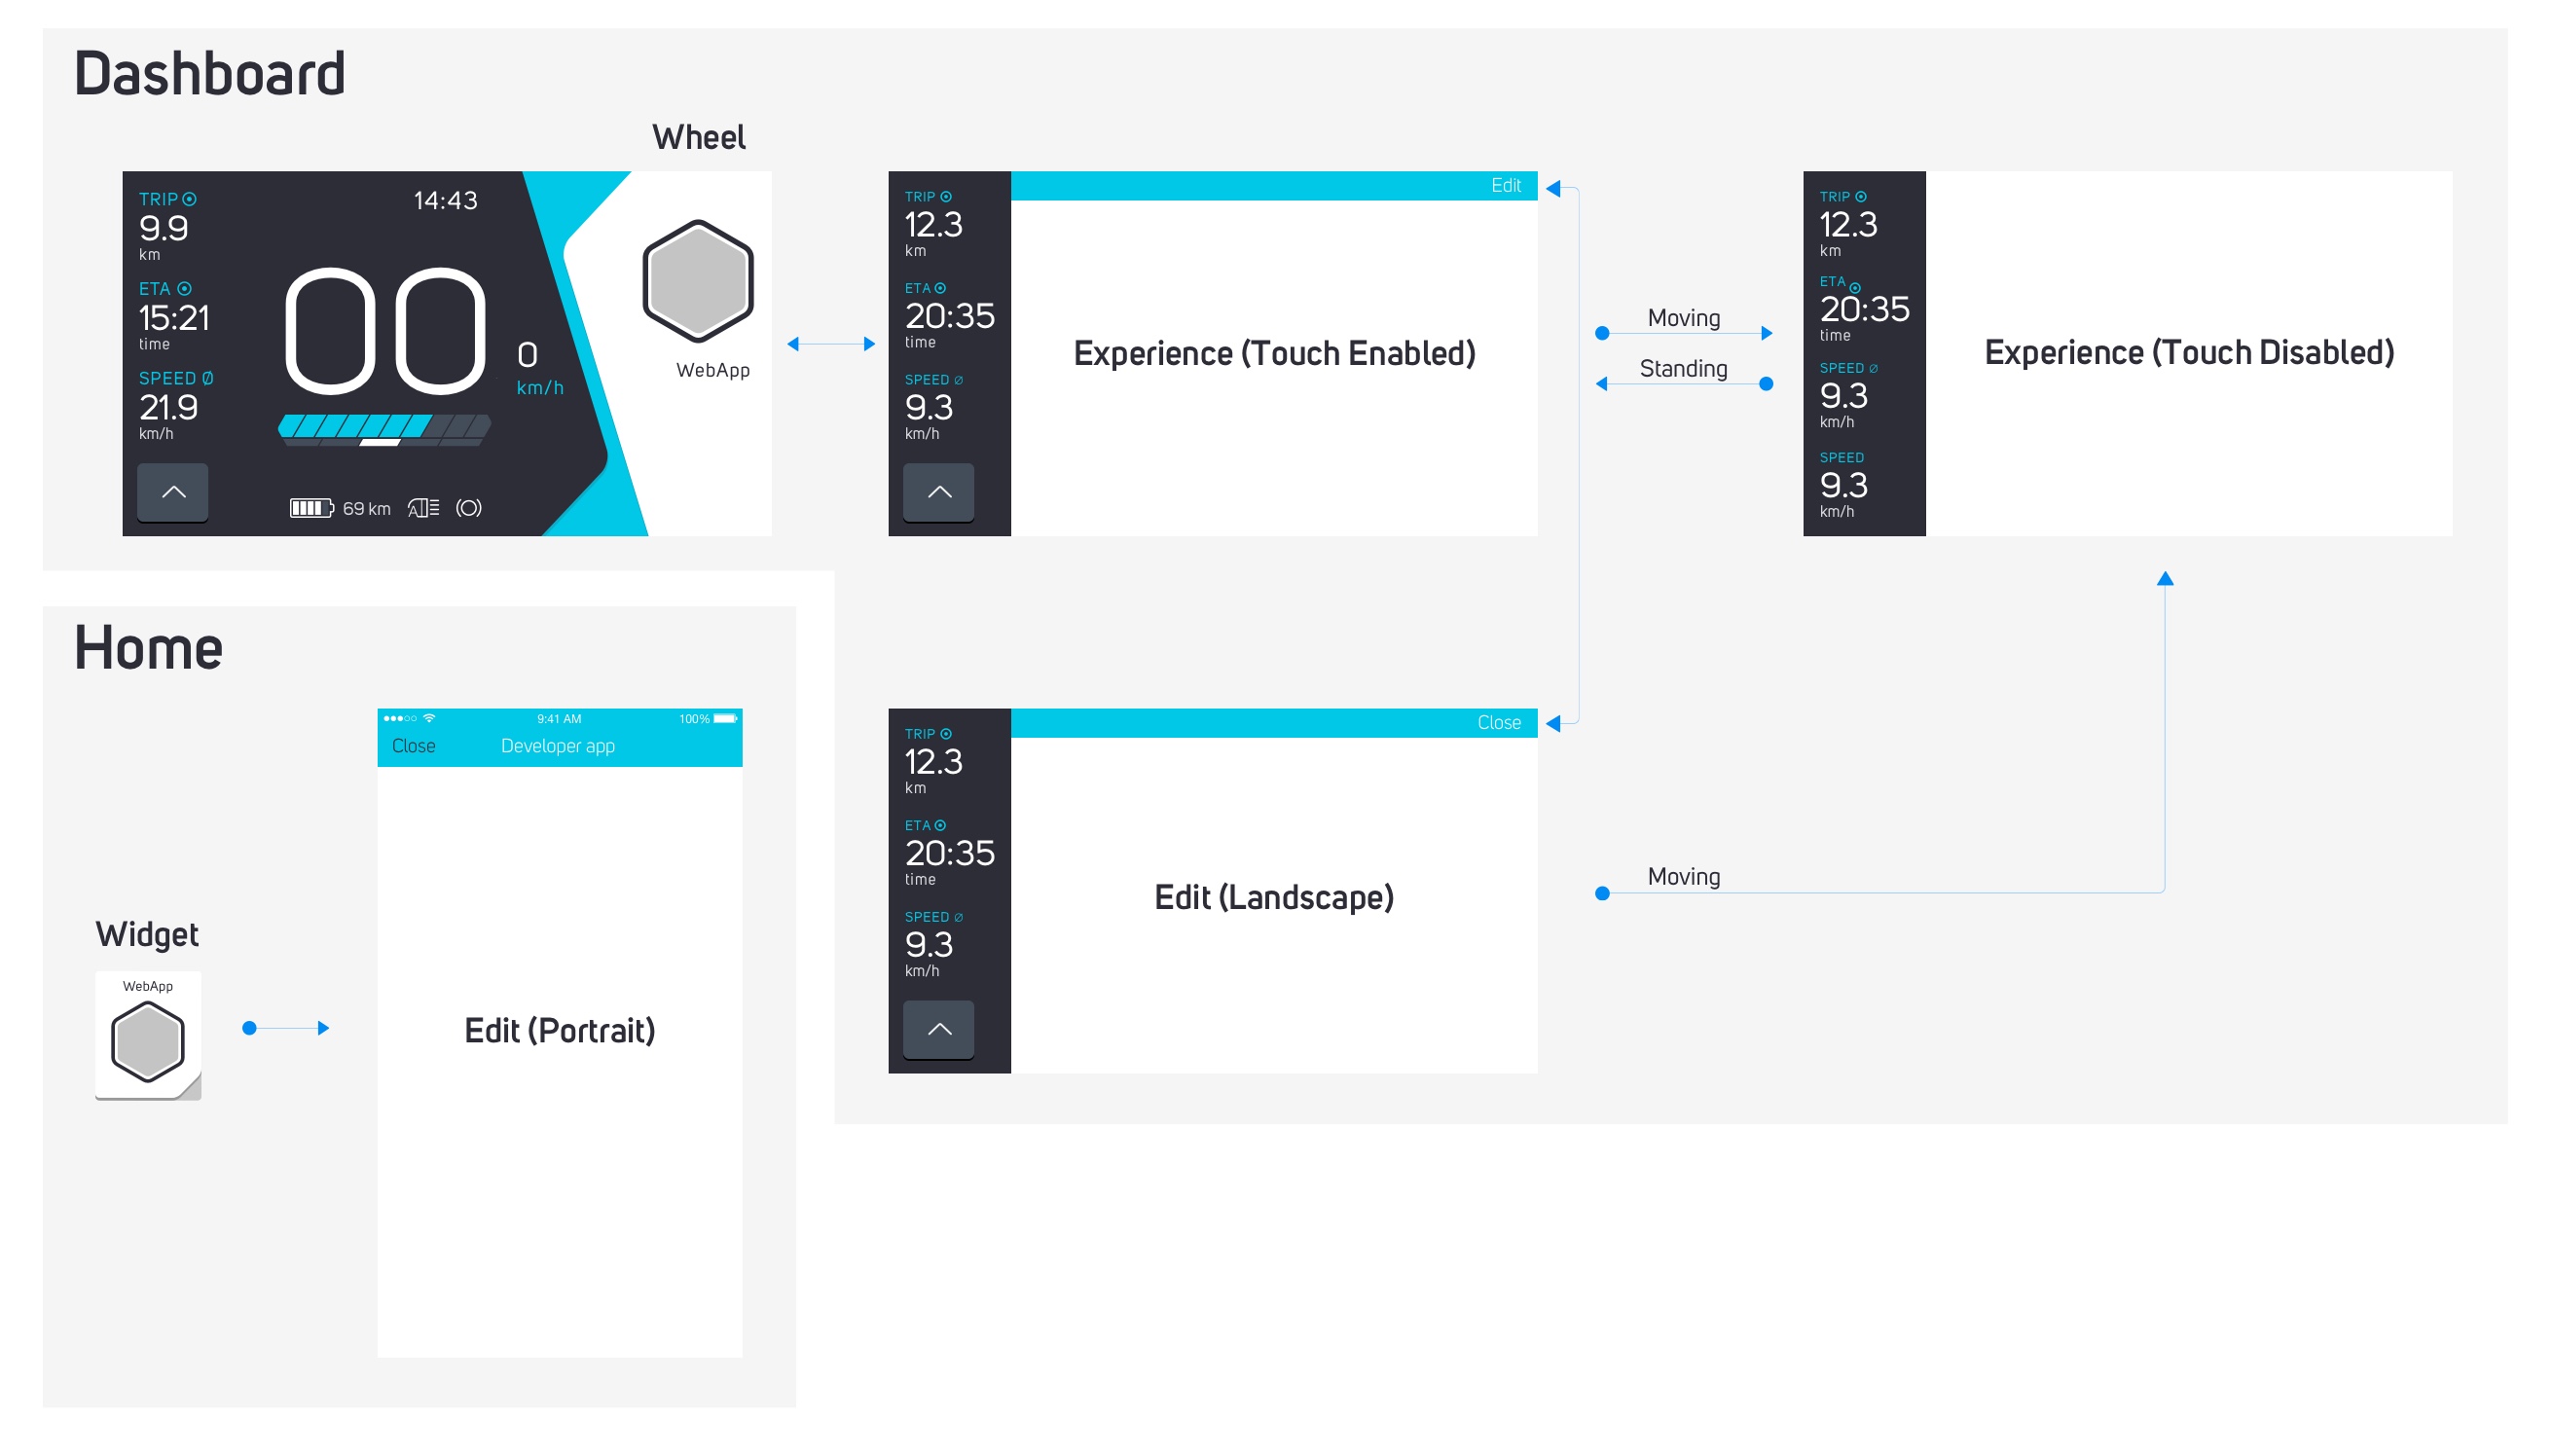 Dashboard
Wheel
TRIP
9.9
km
ETA
15:21
time
SPEED Ø
21.9
km/h
14:43
00
0
km/h
69 km
A
WebApp
TRIP
12.3
km
ETA
20:35
time
SPEED Ø
9.3
km/h
Edit
Experience (Touch Enabled)
Moving
Standing
TRIP
12.3
km
ETA
20:35
time
SPEED Ø
9.3
km/h
SPEED
9.3
km/h
Experience (Touch Disabled)
Home
Widget
WebApp
9:41 AM
100%
Close
Developer app
Edit (Portrait)
TRIP
12.3
km
ETA
20:35
time
SPEED Ø
9.3
km/h
Close
Edit (Landscape)
Moving